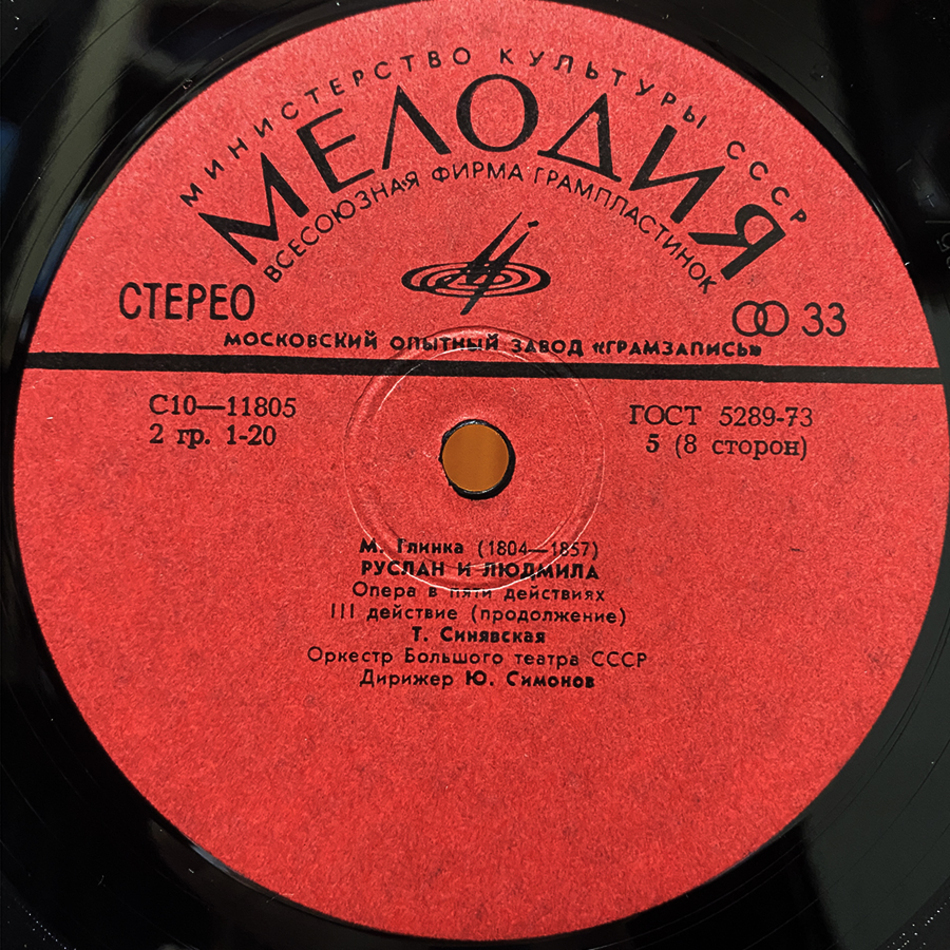 МИНИСТЕРСТВО КУЛЬТУРЫ СССР
МЕЛОДИЯ
ВСЕСОЮЗНАЯ ФИРМА ГРАМПЛАСТИНОК
СТЕРЕО
33
МОСКОВСКИЙ ОПЫТНЫЙ ЗАВОД «ГРАМЗАПИСЬ»
С10—11805
ГОСТ 5289-73
2 гр. 1-20
5 (8 сторон)
М. Глинка (1804—1857)
РУСЛАН И ЛЮДМИЛА
Опера в пяти действиях
III действие (продолжение)
Т. Синявская
Оркестр Большого театра СССР
Дирижер Ю. Симонов